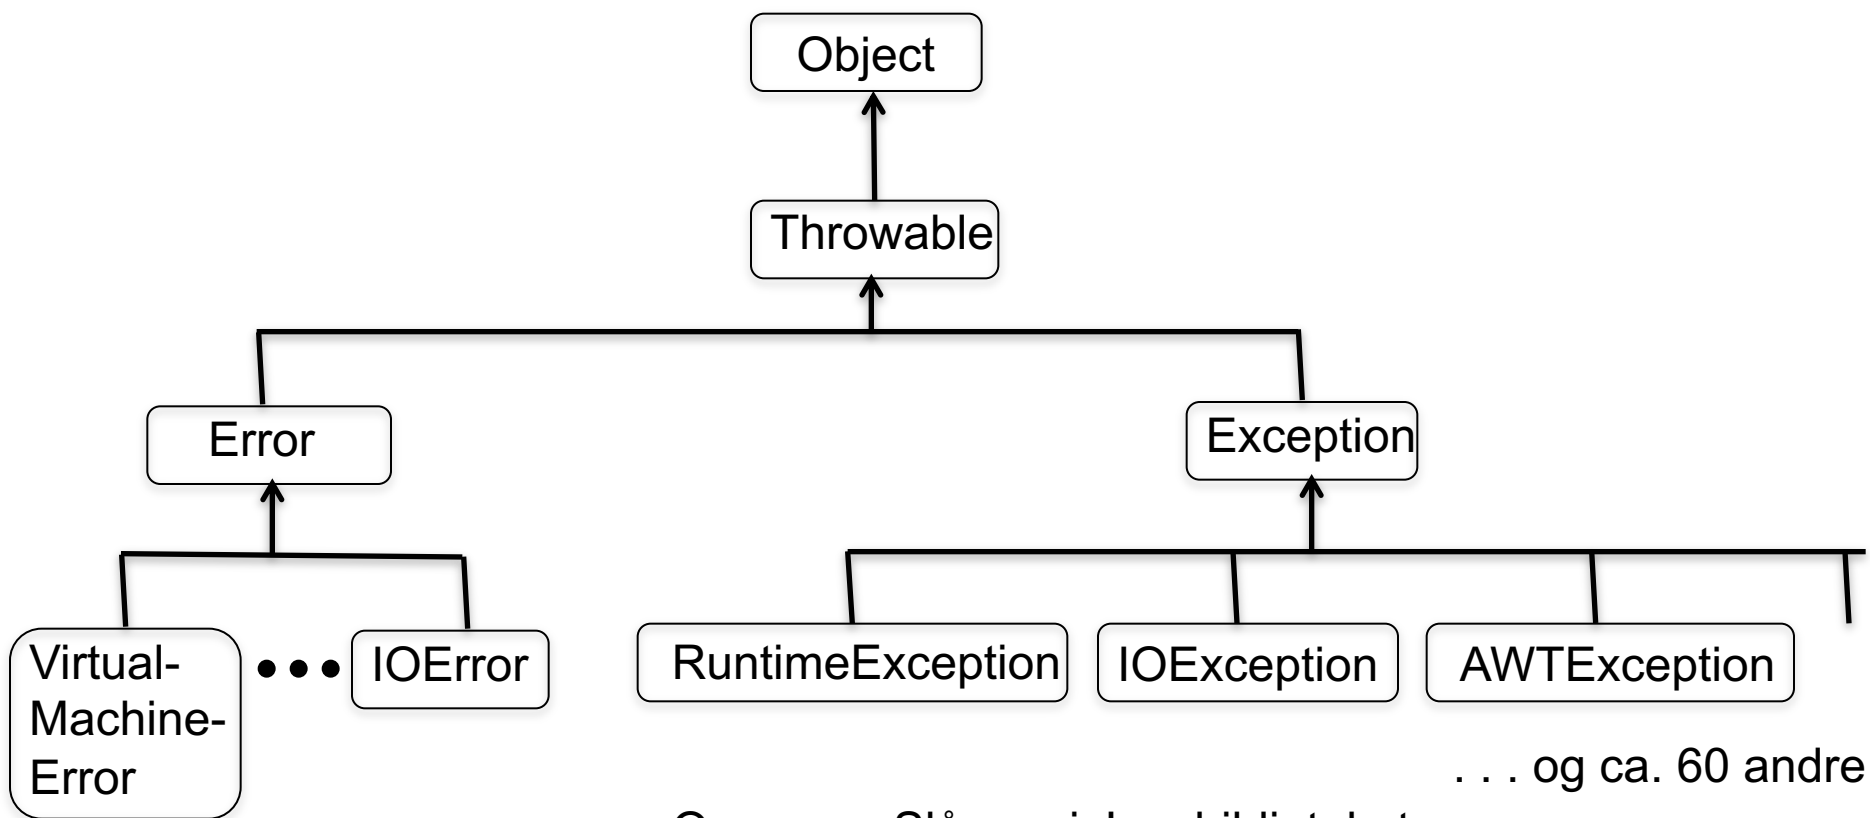 Object
Throwable
Error
Exception
Virtual-
Machine-
Error
•••
IOError
RuntimeException
IOException
AWTException
. . . og ca. 60 andre